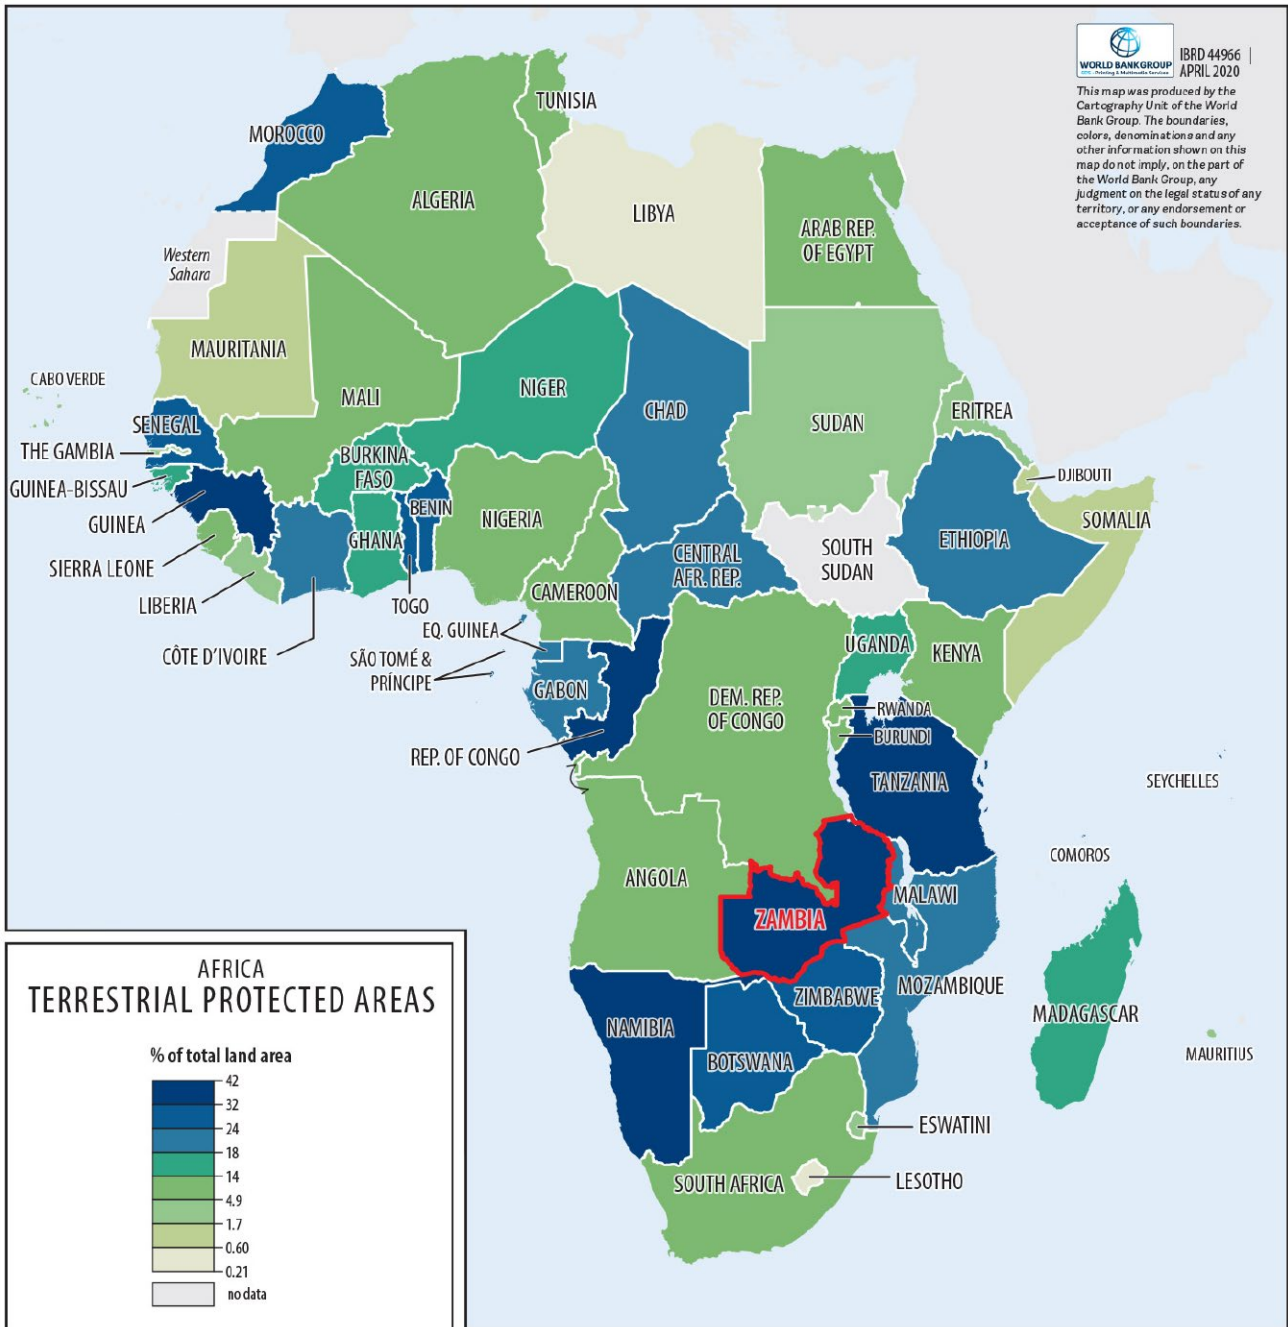 WORLD BANK GROUP
GCS – Printing & Multimedia Services
IBRD 44966 |
APRIL 2020
This map was produced by the
Cartography Unit of the World
Bank Group. The boundaries,
colors, denominations and any
other information shown on this
map do not imply, on the part of
the World Bank Group, any
judgment on the legal status of any
territory, or any endorsement or
acceptance of such boundaries.
TUNISIA
MOROCCO
ALGERIA
LIBYA
ARAB REP.
OF EGYPT
Western
Sahara
MAURITANIA
CABO VERDE
MALI
NIGER
CHAD
SUDAN
ERITREA
SENEGAL
THE GAMBIA
GUINEA-BISSAU
BURKINA
FASO
DJIBOUTI
GUINEA
BENIN
NIGERIA
SOMALIA
GHANA
SIERRA LEONE
CENTRAL
AFR. REP.
SOUTH
SUDAN
ETHIOPIA
LIBERIA
TOGO
CAMEROON
EQ. GUINEA
CÔTE D'IVOIRE
SÃO TOMÉ &
PRÍNCIPE
GABON
UGANDA
KENYA
DEM. REP.
OF CONGO
RWANDA
BURUNDI
REP. OF CONGO
TANZANIA
SEYCHELLES
COMOROS
ANGOLA
MALAWI
ZAMBIA
MOZAMBIQUE
ZIMBABWE
MADAGASCAR
NAMIBIA
BOTSWANA
MAURITIUS
ESWATINI
SOUTH AFRICA
LESOTHO
AFRICA
TERRESTRIAL PROTECTED AREAS
% of total land area
42
32
24
18
14
4.9
1.7
0.60
0.21
no data